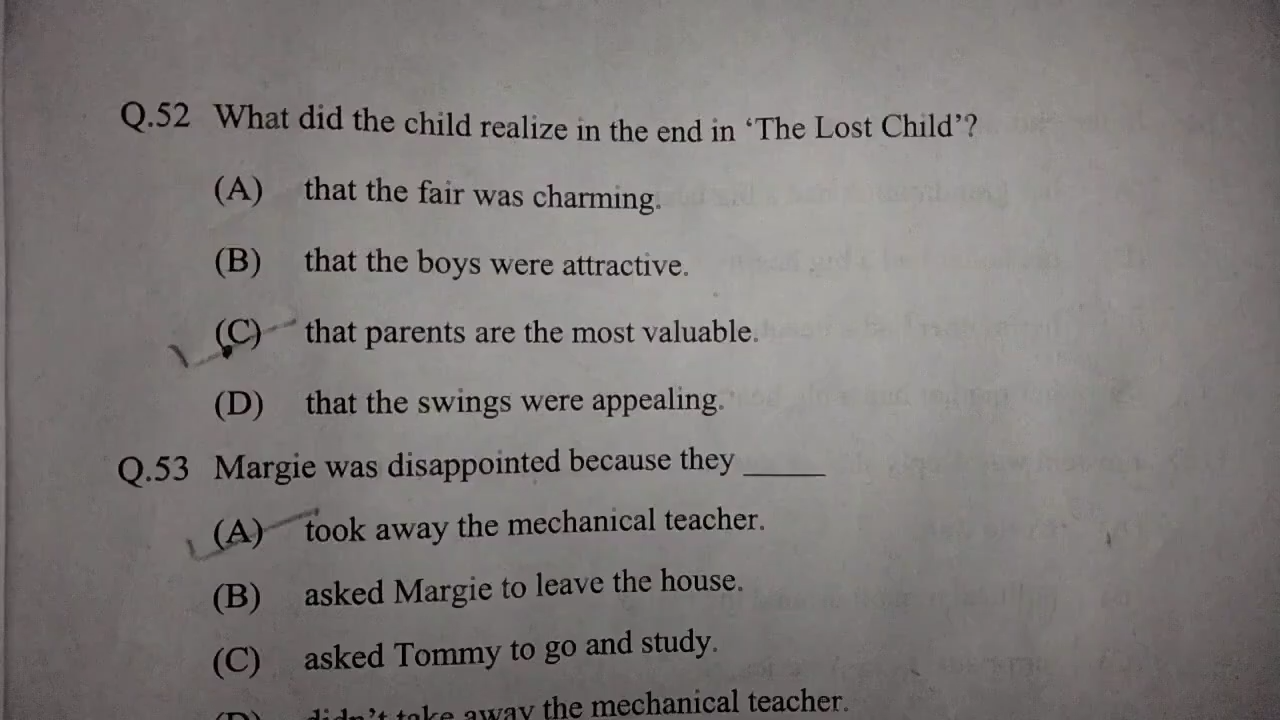 Q.52 What did the child realize in the end in ‘The Lost Child’?
(A) that the fair was charming.
(B) that the boys were attractive.
(C) that parents are the most valuable.
(D) that the swings were appealing.
Q.53 Margie was disappointed because they _____
(A) took away the mechanical teacher.
(B) asked Margie to leave the house.
(C) asked Tommy to go and study.
(D) didn’t take away the mechanical teacher.